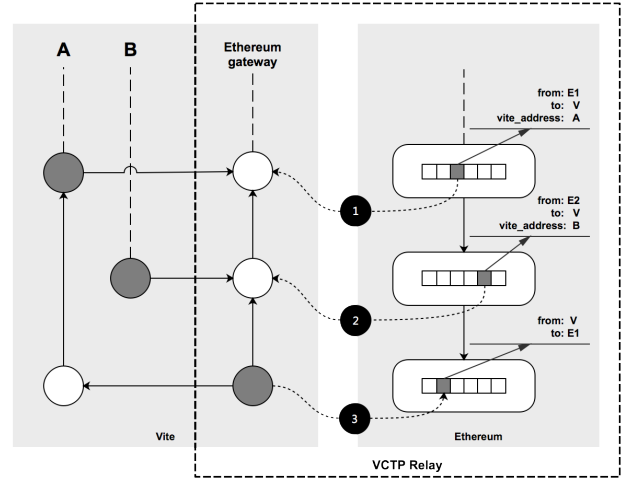 A
B
Ethereum
gateway
from: E1
to: V
vite_address: A
1
from: E2
to: V
vite_address: B
2
from: V
to: E1
3
Vite
Ethereum
VCTP Relay